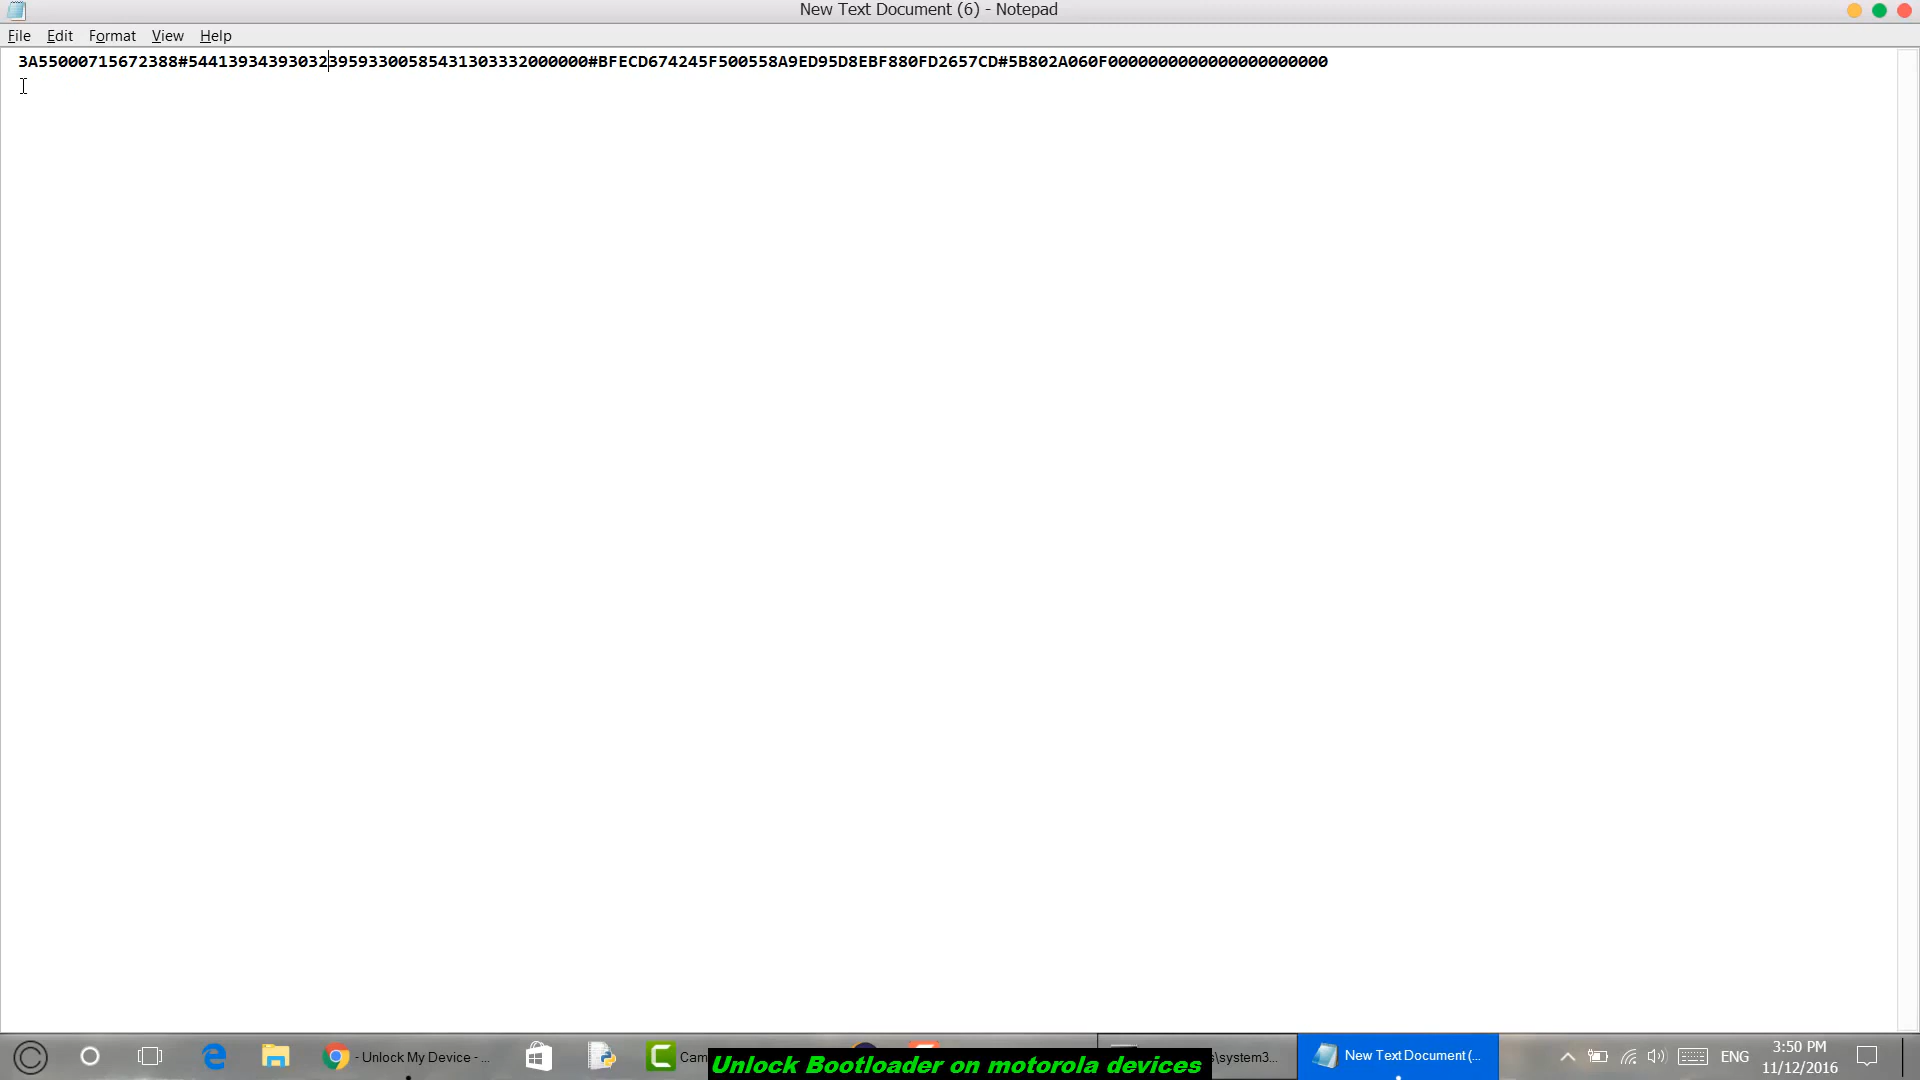 New Text Document (6) - Notepad
File Edit Format View Help
3A55000715672388#54413934393032395933005854313033332000000#BFECD674245F500558A9ED95D8EBF880FD2657CD#5B802A060F0000000000000000000000
- Unlock My Device - ...
Cam
Unlock Bootloader on motorola devices
s\system3...
New Text Document (...
ENG
3:50 PM
11/12/2016